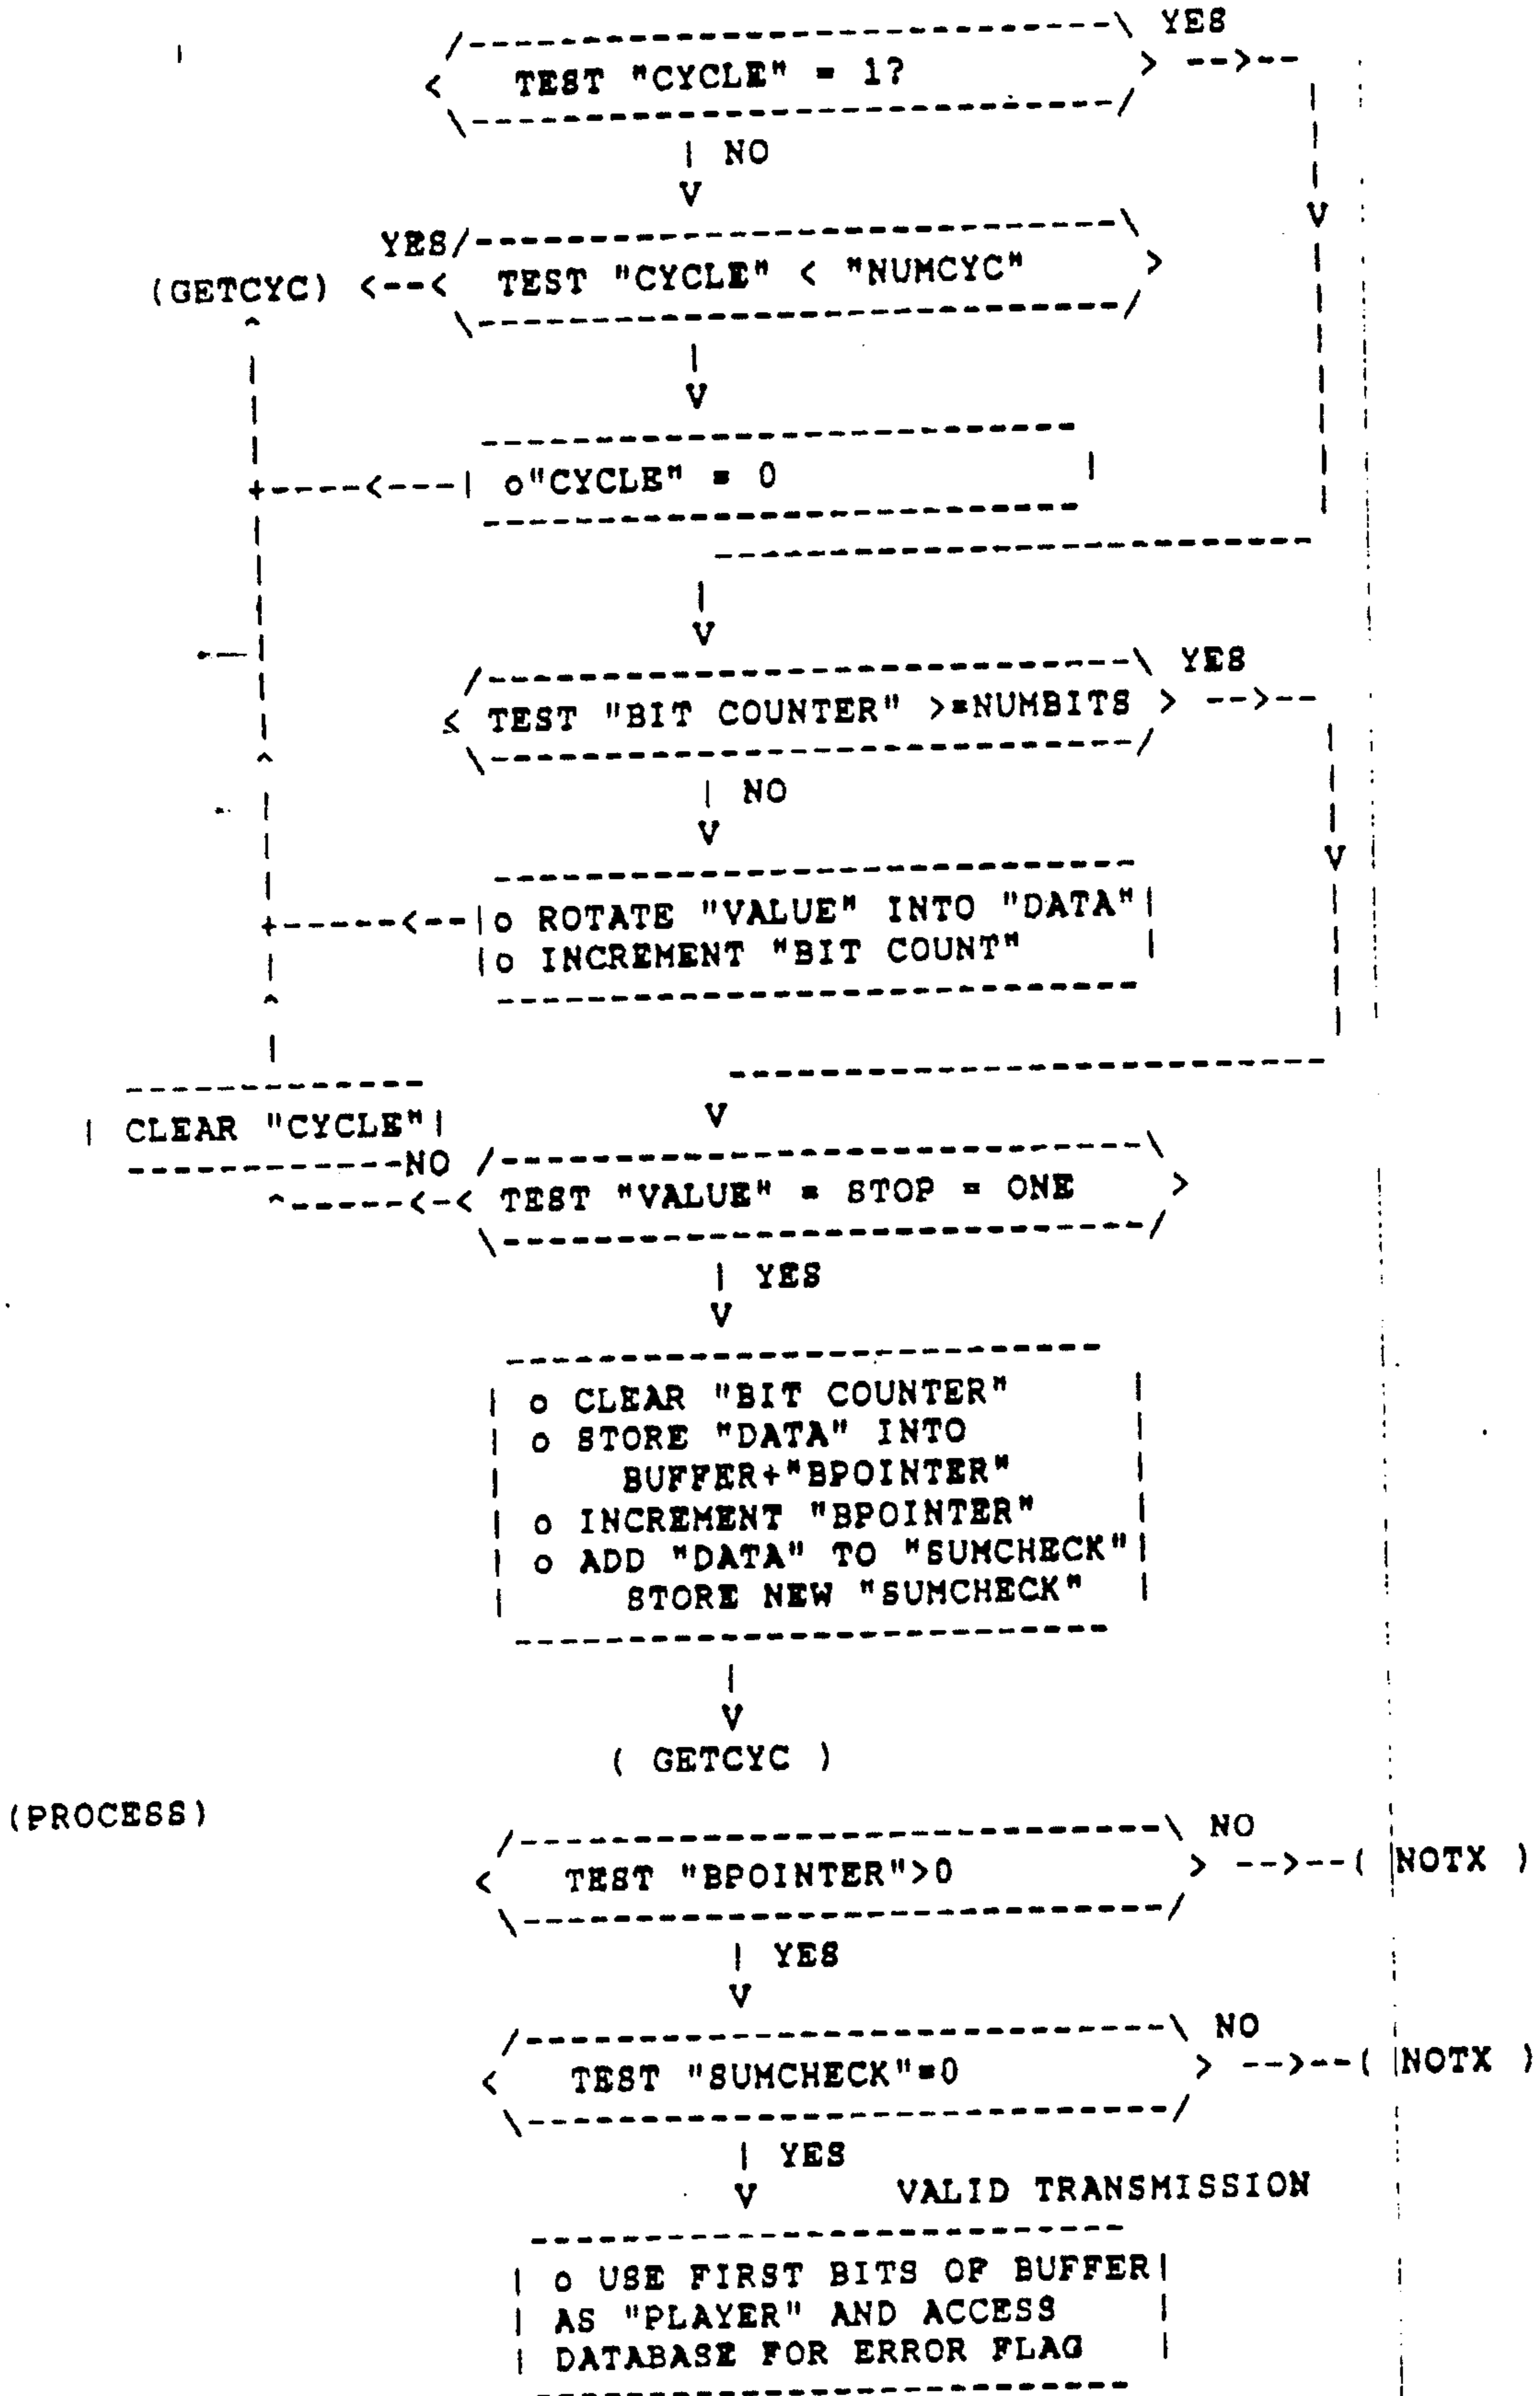 YES
TEST "CYCLE" = 1?
NO
YES
(GETCYC) TEST "CYCLE" < "NUMCYC"
o"CYCLE" = 0
YES
TEST "BIT COUNTER" >=NUMBITS
NO
o ROTATE "VALUE" INTO "DATA"
o INCREMENT "BIT COUNT"
CLEAR "CYCLE"
NO
TEST "VALUE" = STOP = ONE
YES
o CLEAR "BIT COUNTER"
o STORE "DATA" INTO
BUFFER+"BPOINTER"
o INCREMENT "BPOINTER"
o ADD "DATA" TO "SUMCHECK"
STORE NEW "SUMCHECK"
( GETCYC )
(PROCESS)
NO
TEST "BPOINTER">0 ( NOTX )
YES
NO
TEST "SUMCHECK"=0 ( NOTX )
YES
VALID TRANSMISSION
o USE FIRST BITS OF BUFFER
AS "PLAYER" AND ACCESS
DATABASE FOR ERROR FLAG